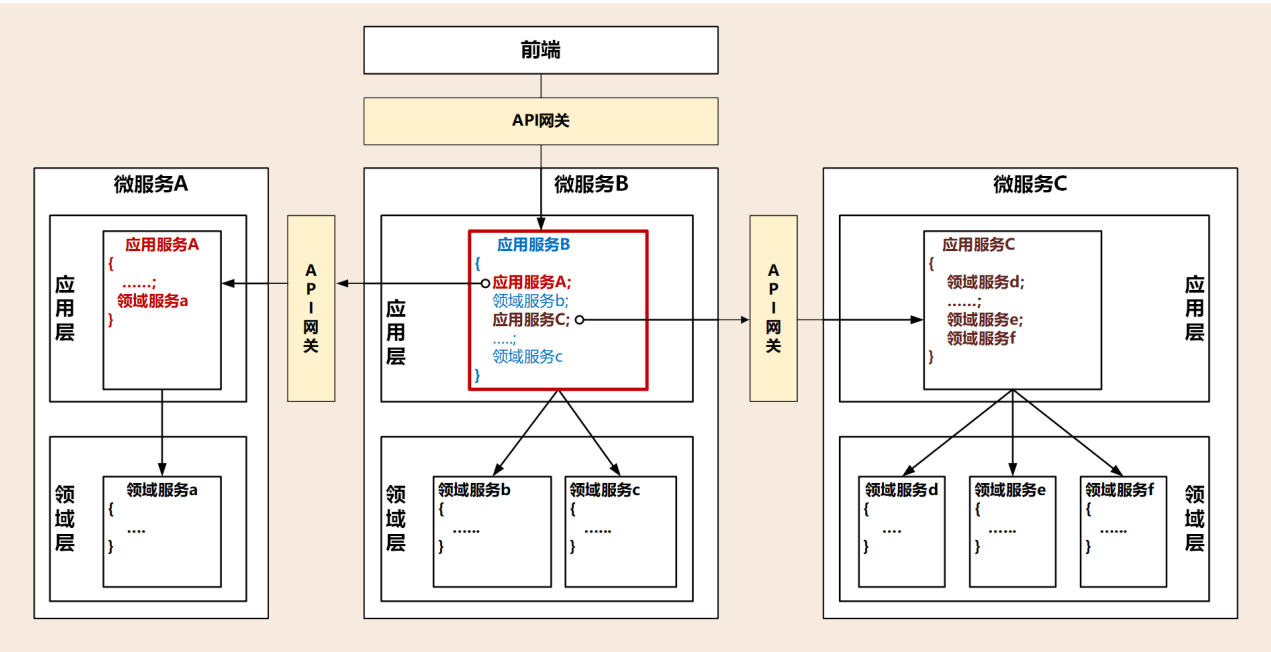 前端
API网关
微服务A
应用层
应用服务A
{
......;
领域服务a
}
领域层
领域服务a
{
....
}
API网关
微服务B
应用层
应用服务B
{
应用服务A;
领域服务b;
应用服务C;
.....;
领域服务c
}
领域层
领域服务b
{
......
}
领域服务c
{
......
}
API网关
微服务C
应用服务C
{
领域服务d;
......;
领域服务e;
领域服务f
}
应用层
领域服务d
{
....
}
领域服务e
{
......
}
领域服务f
{
......
}
领域层